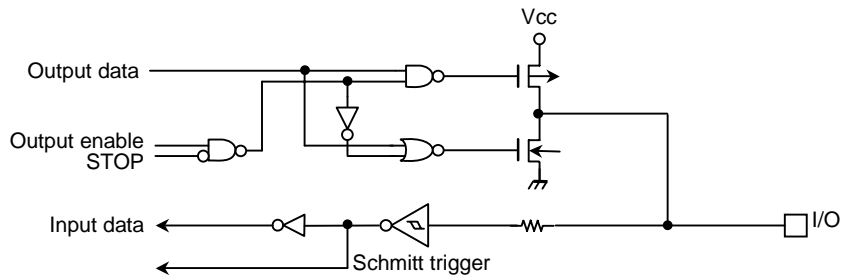 Vcc
Output data
Output enable
STOP
Input data
I/O
Schmitt trigger